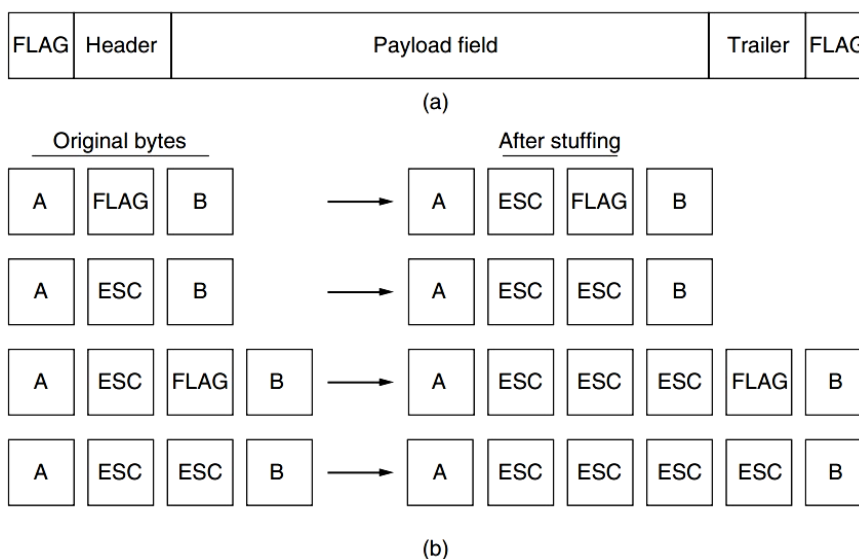 FLAG Header Payload field Trailer FLAG
(a)
Original bytes After stuffing
A FLAG B A ESC FLAG B
A ESC B A ESC ESC B
A ESC FLAG B A ESC ESC ESC FLAG B
A ESC ESC B A ESC ESC ESC ESC B
(b)